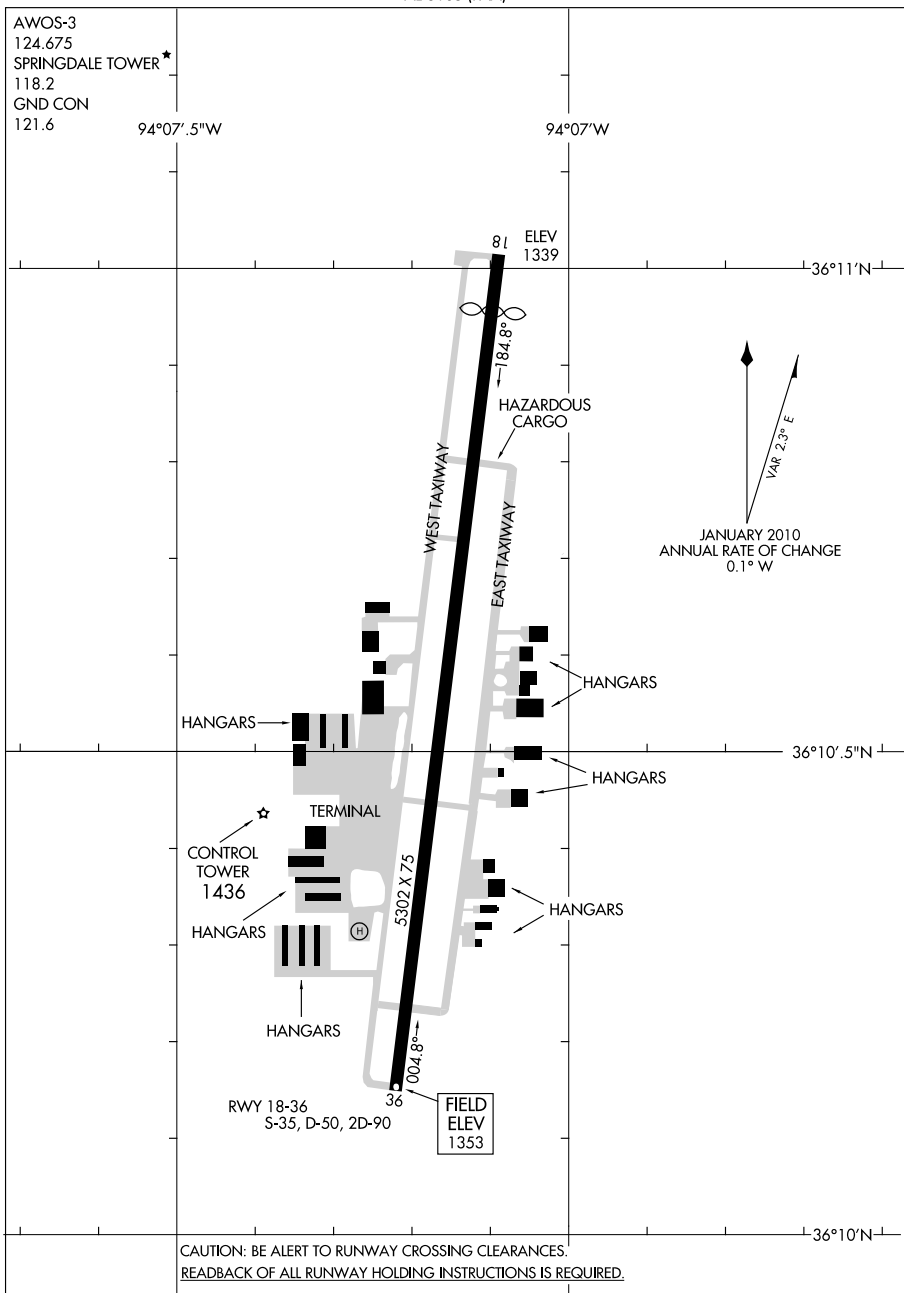 AWOS-3
124.675
SPRINGDALE TOWER
118.2
GND CON
121.6
94°07'.5"W
94°07'W
18
ELEV
1339
36°11'N
184.8°
HAZARDOUS
CARGO
VAR 2.3° E
WEST TAXIWAY
EAST TAXIWAY
JANUARY 2010
ANNUAL RATE OF CHANGE
0.1° W
HANGARS
HANGARS
36°10'.5"N
HANGARS
TERMINAL
CONTROL
TOWER
1436
5302 X 75
HANGARS
HANGARS
H
HANGARS
004.8°
36
RWY 18-36
S-35, D-50, 2D-90
FIELD
ELEV
1353
36°10'N
CAUTION: BE ALERT TO RUNWAY CROSSING CLEARANCES.
READBACK OF ALL RUNWAY HOLDING INSTRUCTIONS IS REQUIRED.